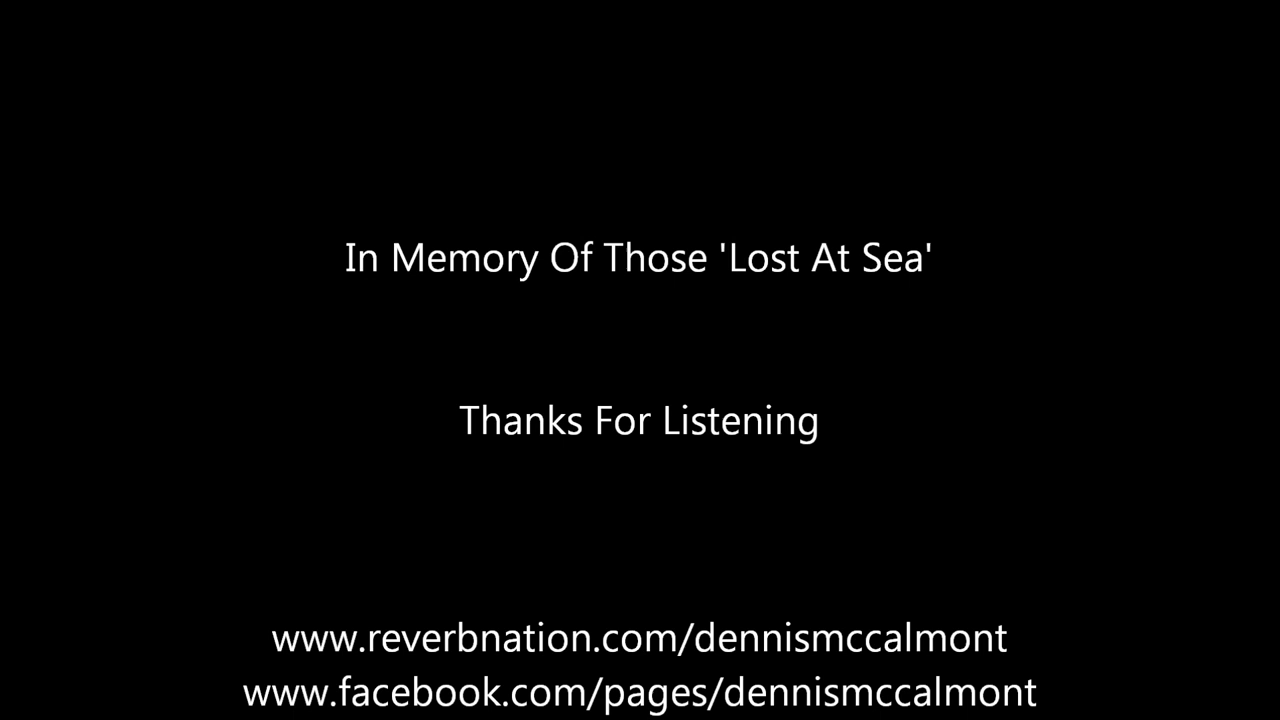 In Memory Of Those 'Lost At Sea'
Thanks For Listening
www.reverbnation.com/dennismccalmont
www.facebook.com/pages/dennismccalmont